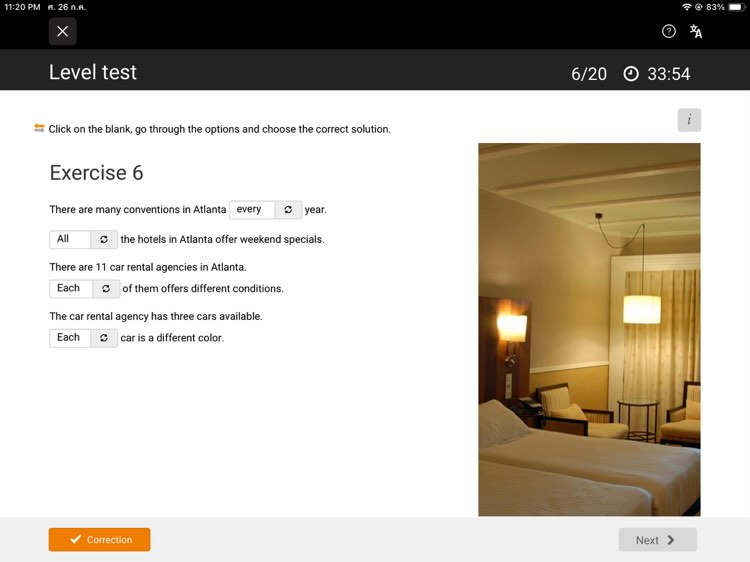 11:20 PM ศ. 26 ก.ค. 83%
Level test 6/20 33:54
Click on the blank, go through the options and choose the correct solution.
i
Exercise 6
There are many conventions in Atlanta every year.
All the hotels in Atlanta offer weekend specials.
There are 11 car rental agencies in Atlanta.
Each of them offers different conditions.
The car rental agency has three cars available.
Each car is a different color.
Correction Next